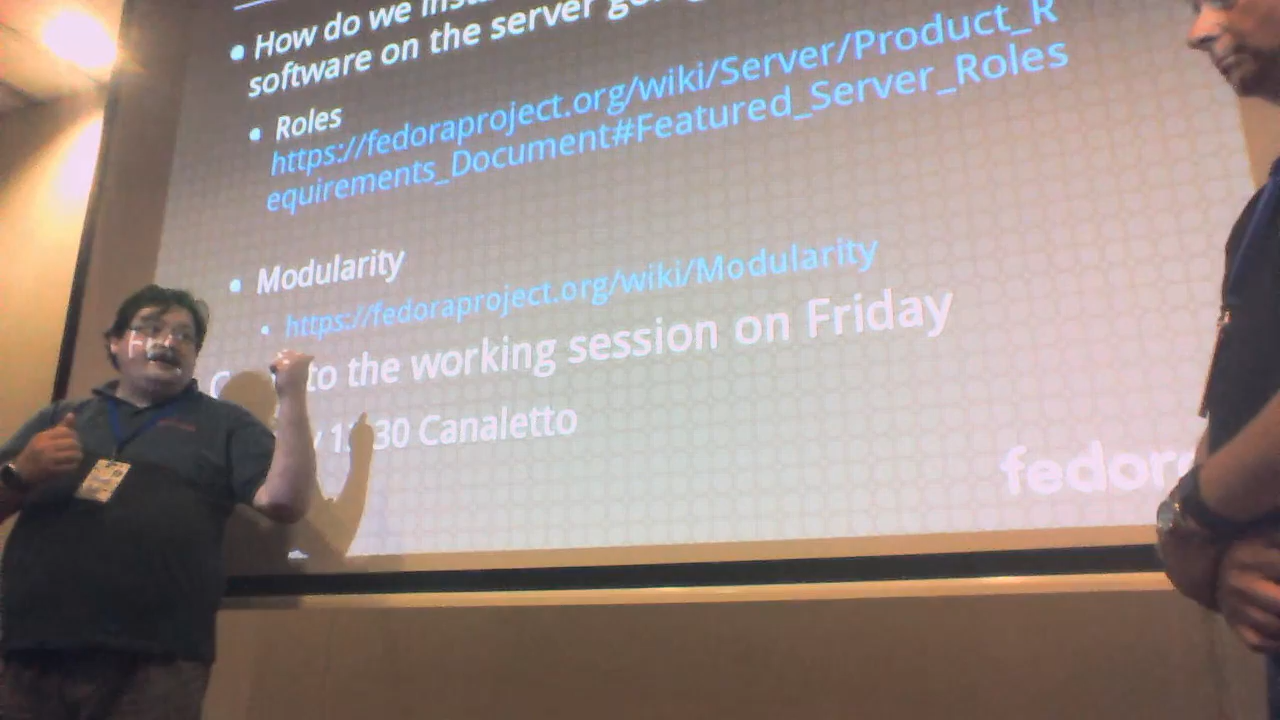 How do we
software on the server
Roles
https://fedoraproject.org/wiki/Server/Product_R
equirements_Document#Featured_Server_Roles
Modularity
https://fedoraproject.org/wiki/Modularity
to the working session on Friday
30 Canaletto
fedora